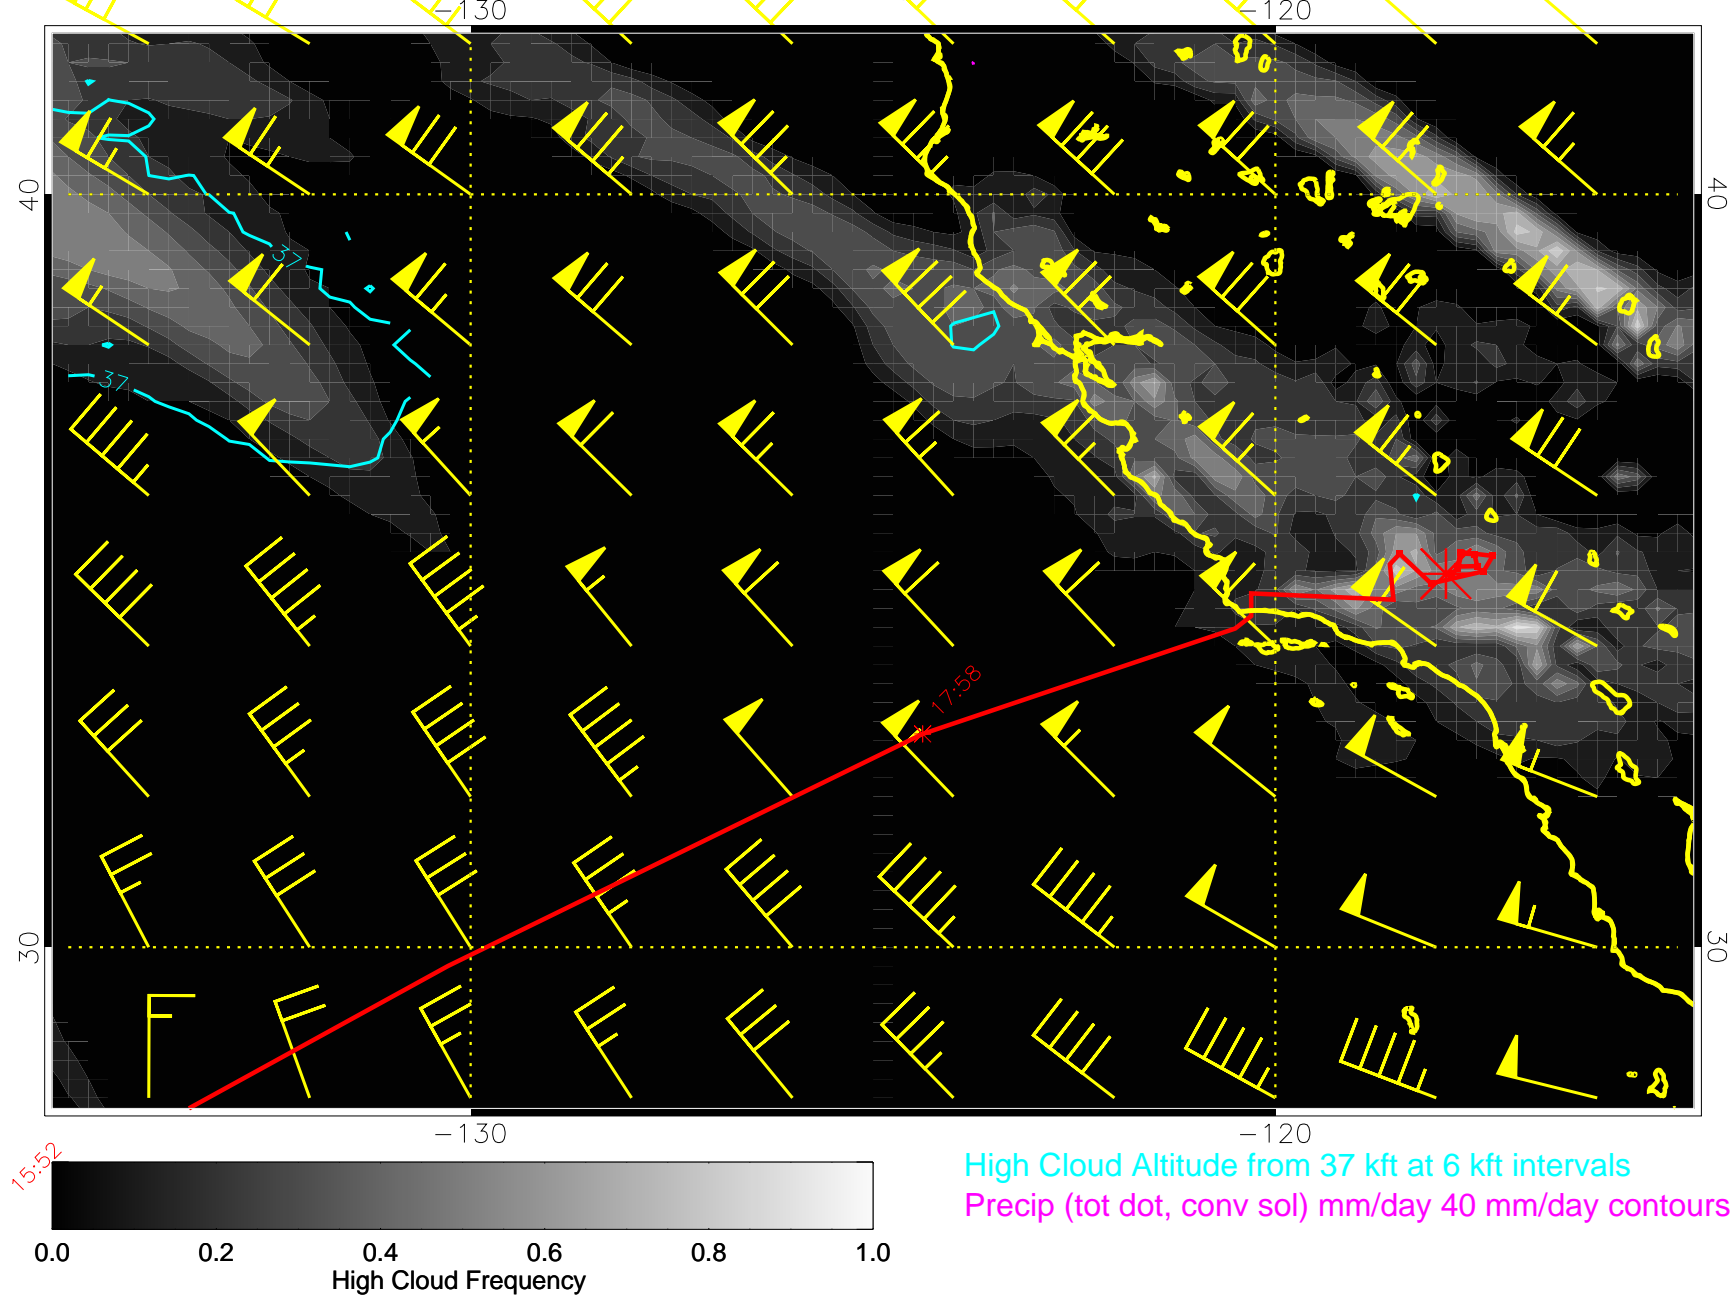 -130 -120
40 40
37
37
17:58
30 30
-130 -120
15:52
High Cloud Altitude from 37 kft at 6 kft intervals
Precip (tot dot, conv sol) mm/day 40 mm/day contours
0.0 0.2 0.4 0.6 0.8 1.0
High Cloud Frequency